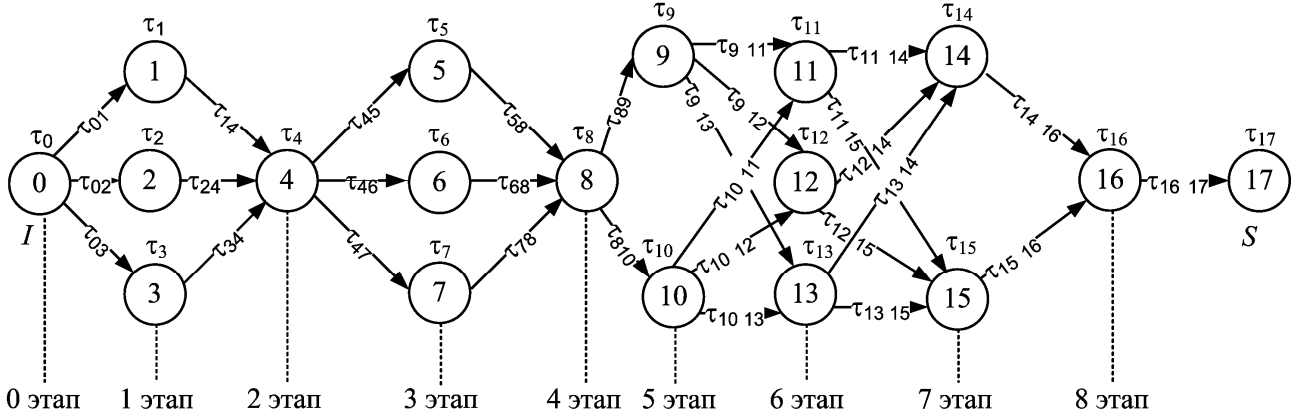 τ9
τ1 τ5 τ11 τ14
9 τ9 11 τ11 14 14
1 5 11
τ01 τ14 τ45 τ58 τ89 τ9 13 τ9 12 τ11 15 τ14 16
τ0 τ2 τ4 τ6 τ8 τ12 τ12 14 τ16 τ17
0 τ02 2 τ24 4 τ46 6 τ68 8 τ10 11 12 τ13 14 16 τ16 17 17
I τ03 τ3 τ34 τ47 τ7 τ78 τ810 τ10 τ10 12 τ13 τ12 15 τ15 τ15 16 S
3 7 10 τ10 13 13 τ13 15 15
0 этап 1 этап 2 этап 3 этап 4 этап 5 этап 6 этап 7 этап 8 этап